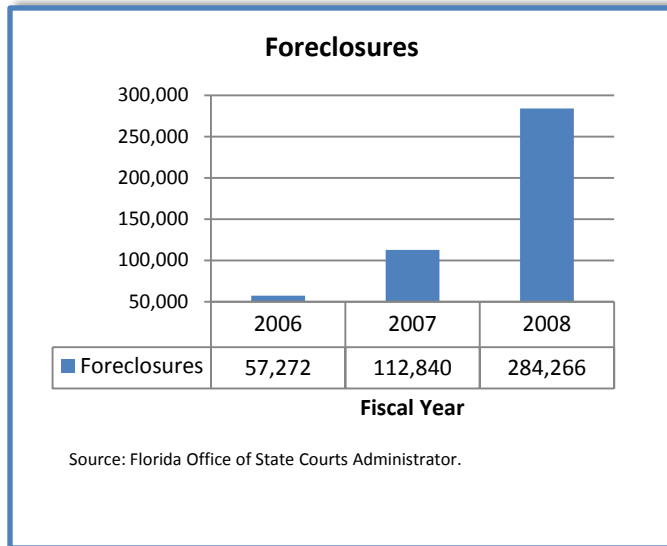 Foreclosures
300,000
250,000
200,000
150,000
100,000
50,000
2006 2007 2008
Foreclosures 57,272 112,840 284,266
Fiscal Year
Source: Florida Office of State Courts Administrator.